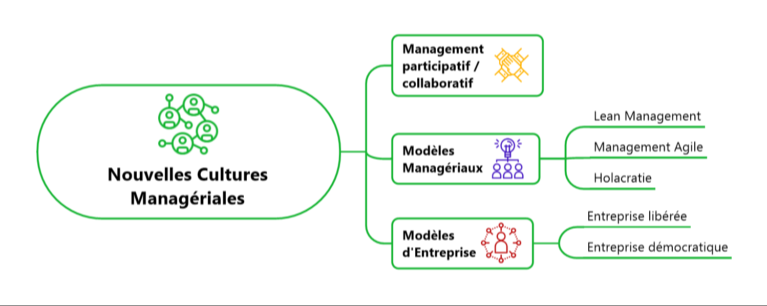 Nouvelles Cultures
Managériales
Management
participatif /
collaboratif
Modèles
Managériaux
Lean Management
Management Agile
Holacratie
Modèles
d'Entreprise
Entreprise libérée
Entreprise démocratique